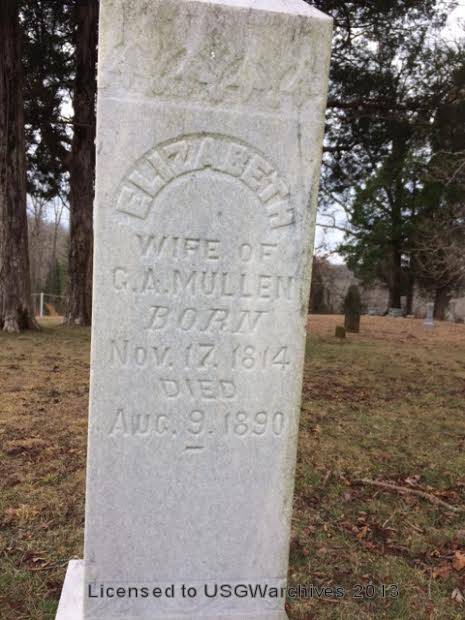 ELIZABETH
WIFE OF
G.A.MULLEN
BORN
Nov. 17. 1814.
DIED
Aug. 9. 1890
Licensed to USGWarchives 2013